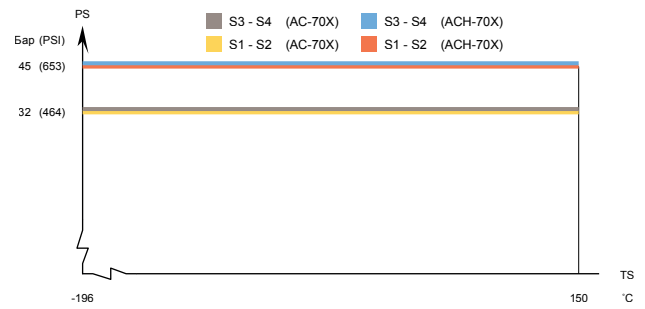 PS
S3 - S4 (AC-70X) S3 - S4 (ACH-70X)
Бар (PSI)
S1 - S2 (AC-70X) S1 - S2 (ACH-70X)
45 (653)
32 (464)
TS
-196 150 °C